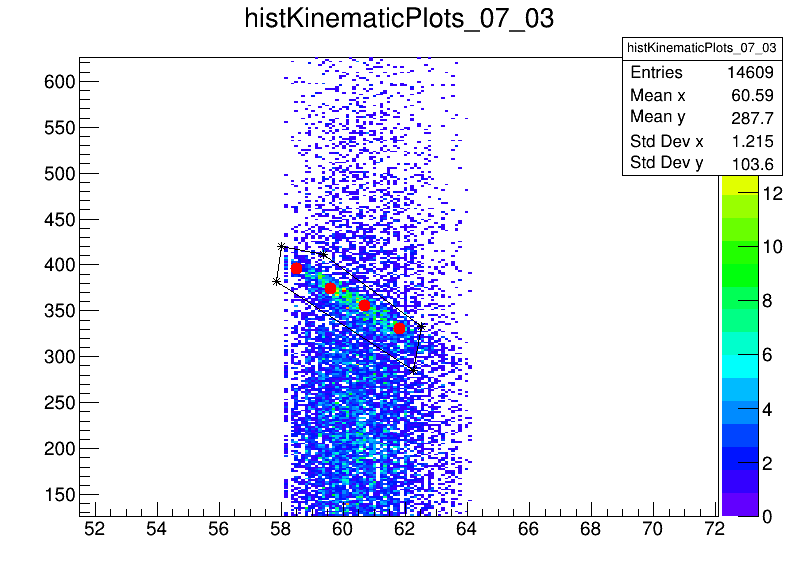 histKinematicPlots_07_03
histKinematicPlots_07_03
Entries 14609
Mean x 60.59
Mean y 287.7
Std Dev x 1.215
Std Dev y 103.6
600
550
500
450
400
350
300
250
200
150
52 54 56 58 60 62 64 66 68 70 72
12
10
8
6
4
2
0